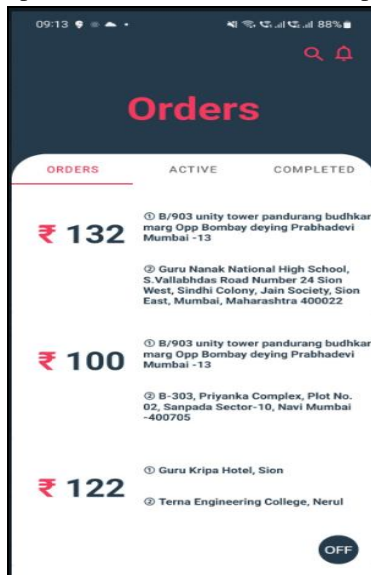 09:13 88%
Orders
ORDERS ACTIVE COMPLETED
₹ 132
① B/903 unity tower pandurang budhkar
marg Opp Bombay deying Prabhadevi
Mumbai -13
② Guru Nanak National High School,
S.Vallabhdas Road Number 24 Sion
West, Sindhi Colony, Jain Society, Sion
East, Mumbai, Maharashtra 400022
₹ 100
① B/903 unity tower pandurang budhkar
marg Opp Bombay deying Prabhadevi
Mumbai -13
② B-303, Priyanka Complex, Plot No.
02, Sanpada Sector-10, Navi Mumbai
-400705
₹ 122
① Guru Kripa Hotel, Sion
② Terna Engineering College, Nerul
OFF